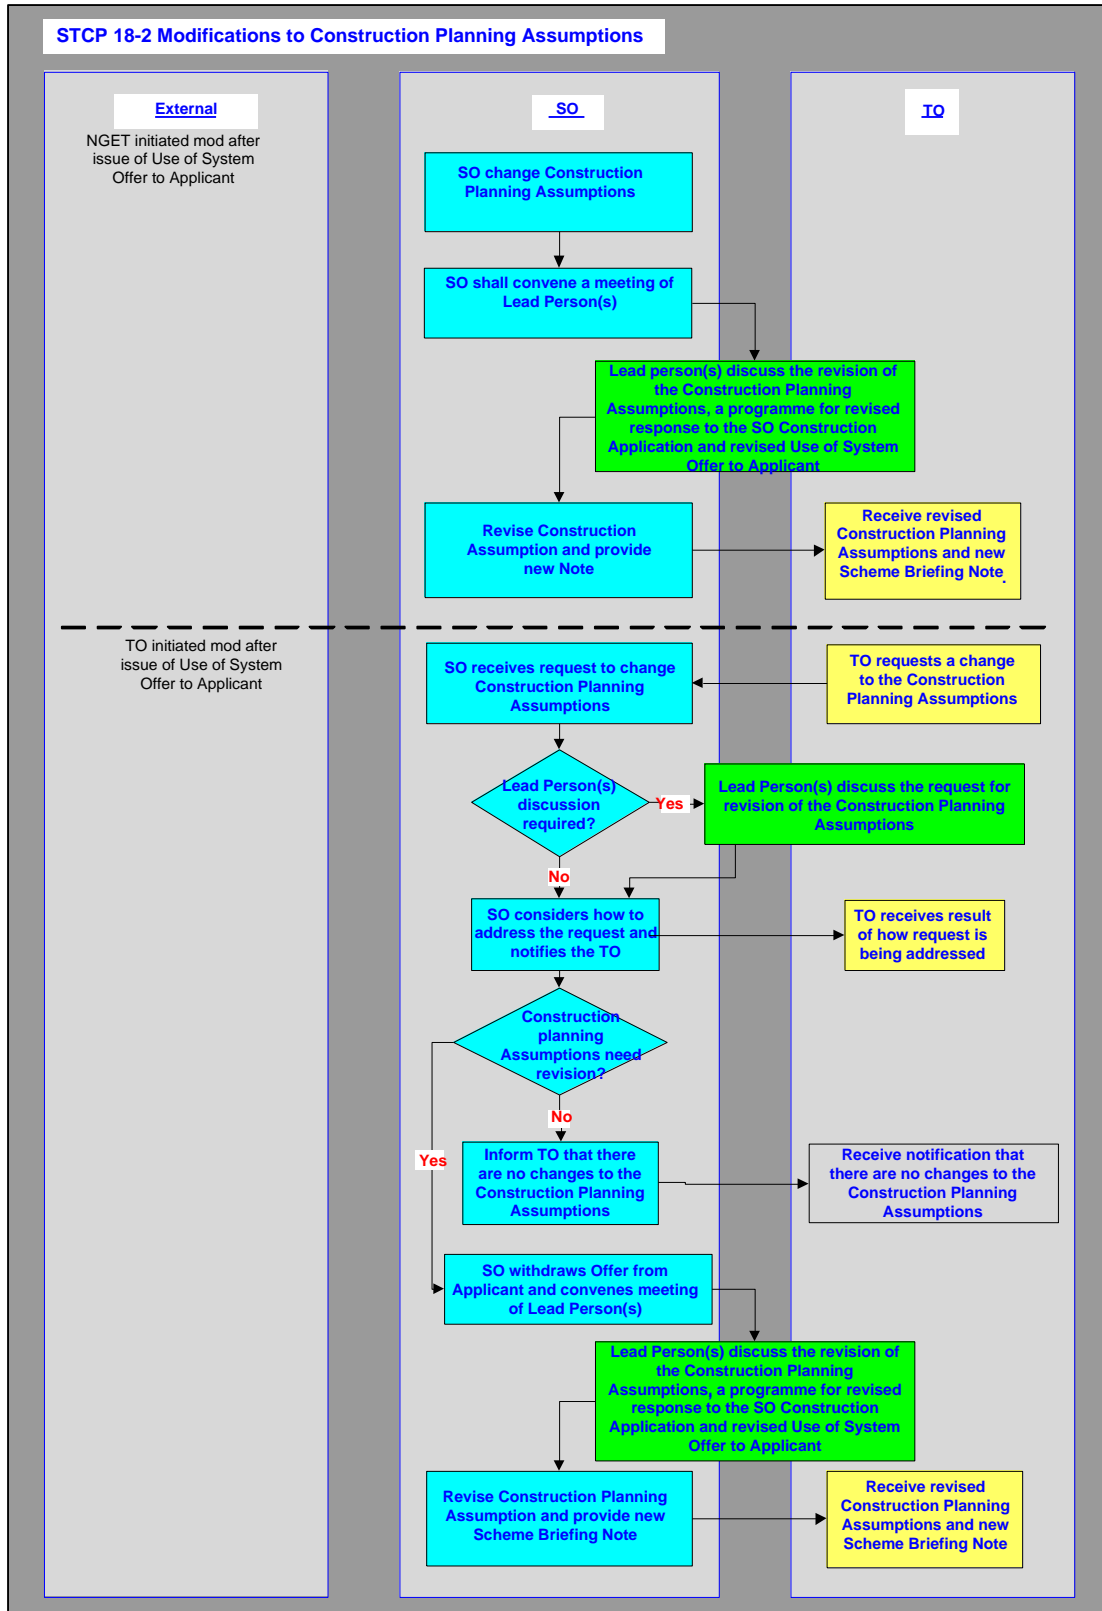 STCP 18-2 Modifications to Construction Planning Assumptions
External
SO
TO
NGET initiated mod after
issue of Use of System
Offer to Applicant
SO change Construction
Planning Assumptions
SO shall convene a meeting of
Lead Person(s)
Lead person(s) discuss the revision of
the Construction Planning
Assumptions, a programme for revised
response to the SO Construction
Application and revised Use of System
Offer to Applicant
Revise Construction
Assumption and provide
new Note
Receive revised
Construction Planning
Assumptions and new
Scheme Briefing Note.
TO initiated mod after
issue of Use of System
Offer to Applicant
SO receives request to change
Construction Planning
Assumptions
TO requests a change
to the Construction
Planning Assumptions
Lead Person(s)
discussion
required?
Yes
Lead Person(s) discuss the request for
revision of the Construction Planning
Assumptions
No
SO considers how to
address the request and
notifies the TO
TO receives result
of how request is
being addressed
Construction
planning
Assumptions need
revision?
No
Yes
Inform TO that there
are no changes to the
Construction Planning
Assumptions
Receive notification that
there are no changes to the
Construction Planning
Assumptions
SO withdraws Offer from
Applicant and convenes meeting
of Lead Person(s)
Lead Person(s) discuss the revision of
the Construction Planning
Assumptions, a programme for revised
response to the SO Construction
Application and revised Use of System
Offer to Applicant
Revise Construction Planning
Assumption and provide new
Scheme Briefing Note
Receive revised
Construction Planning
Assumptions and new
Scheme Briefing Note